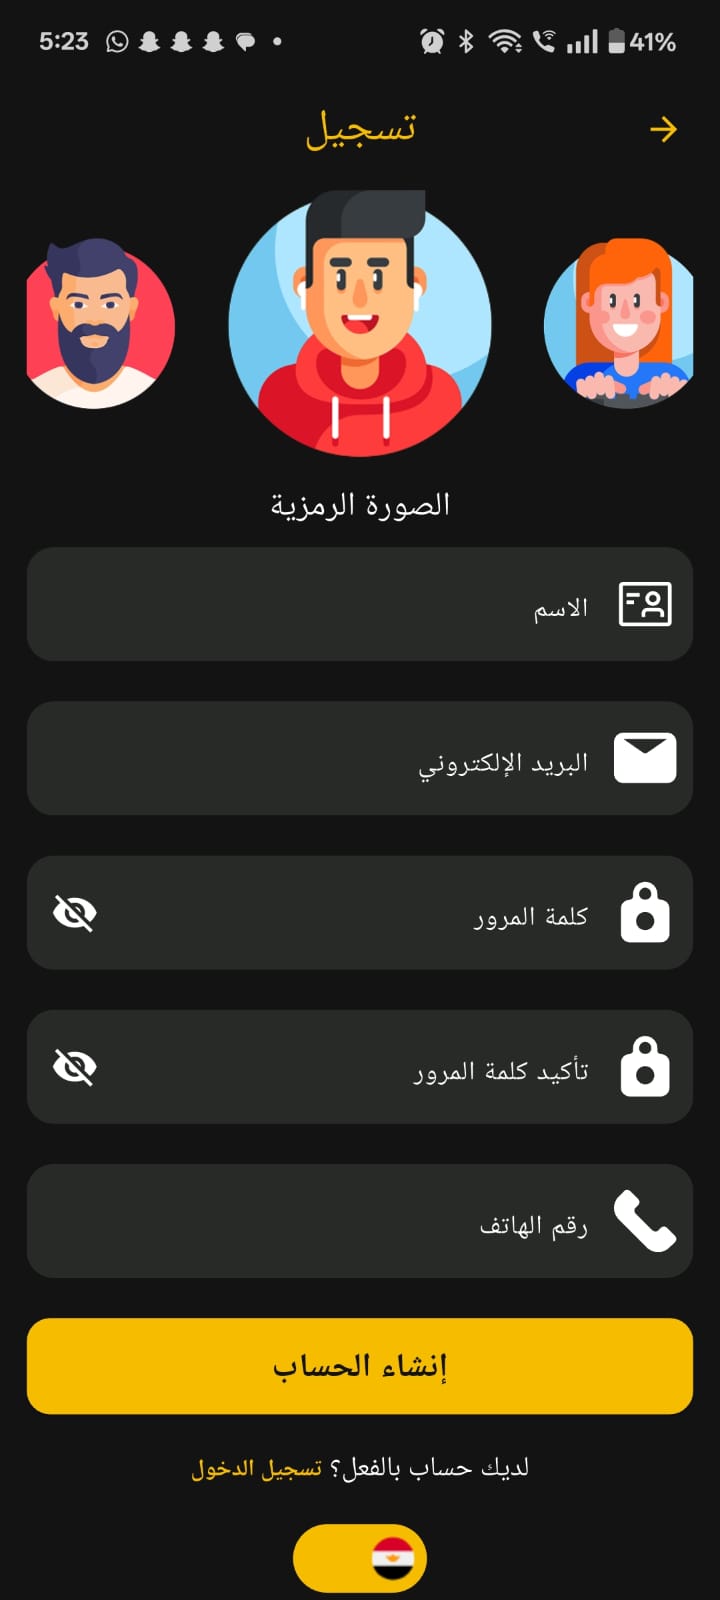 5:23 41%
تسجيل
الصورة الرمزية
الاسم
البريد الإلكتروني
كلمة المرور
تأكيد كلمة المرور
رقم الهاتف
إنشاء الحساب
لديك حساب بالفعل؟ تسجيل الدخول